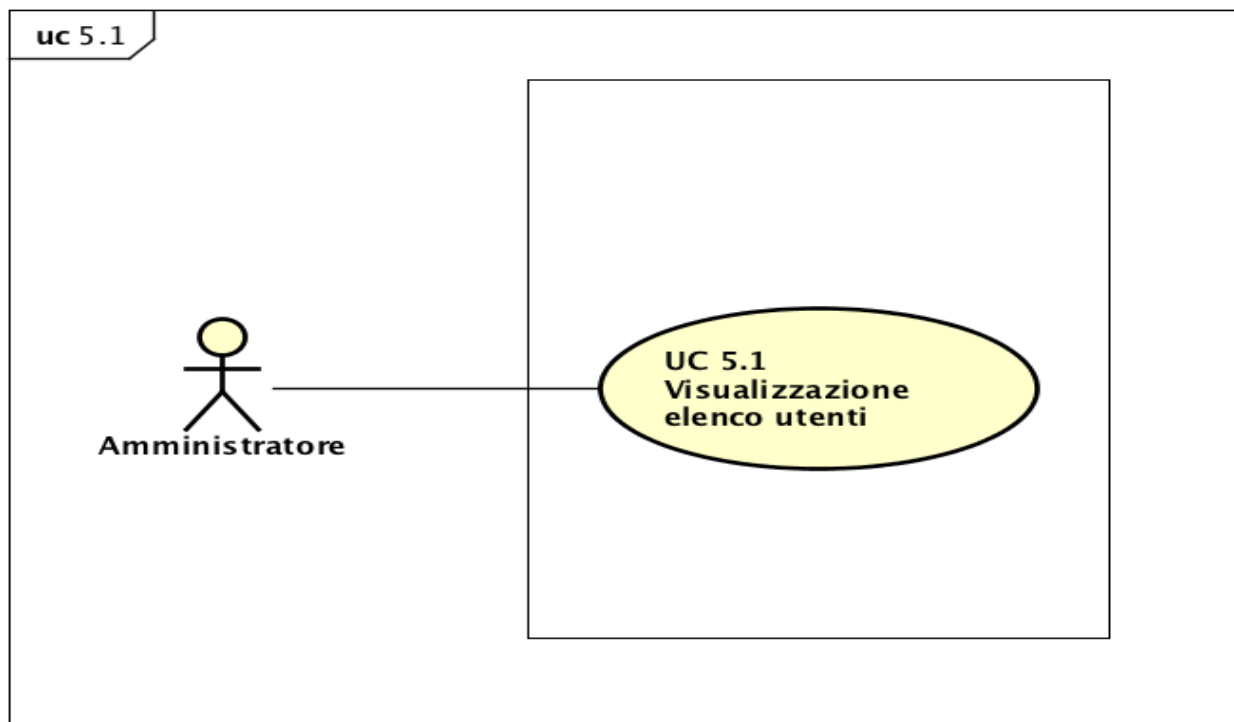 uc 5.1
UC 5.1
Visualizzazione
elenco utenti
Amministratore